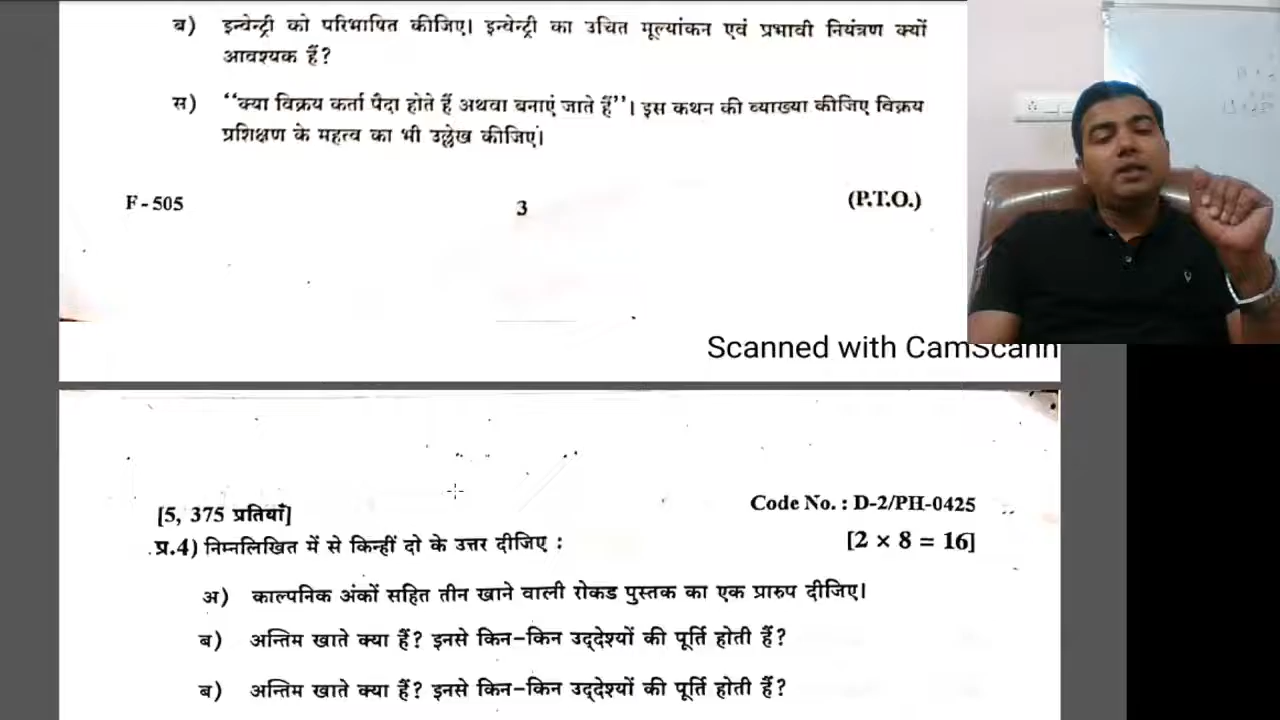 ब) इन्वेन्ट्री को परिभापित कीजिए। इन्वेन्ट्री का उचित मूल्यांकन एवं प्रभावी नियंत्रण क्यों
आवश्यक हैं?
स) “क्या विक्रय कर्ता पैदा होते हैं अथवा बनाएं जाते हैं”। इस कथन की व्याख्या कीजिए विक्रय
प्रशिक्षण के महत्व का भी उल्लेख कीजिएं।
F - 505 3 (P.T.O.)
Scanned with CamScann
[5, 375 प्रतियाँ] Code No. : D-2/PH-0425
प्र.4) निम्नलिखित में से किन्हीं दो के उत्तर दीजिए : [2 × 8 = 16]
अ) काल्पनिक अंकों सहित तीन खाने वाली रोकड पुस्तक का एक प्रारुप दीजिए।
ब) अन्तिम खाते क्या हैं? इनसे किन-किन उद्देश्यों की पूर्ति होती हैं?
ब) अन्तिम खाते क्या हैं? इनसे किन-किन उद्देश्यों की पूर्ति होती हैं?